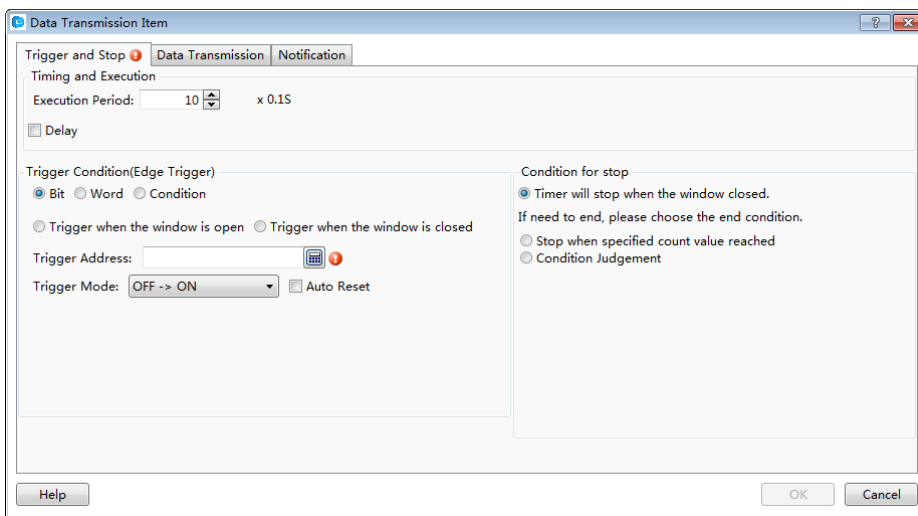 Data Transmission Item
Trigger and Stop Data Transmission Notification
Timing and Execution
Execution Period: 10 x 0.1S
Delay
Trigger Condition(Edge Trigger)
Bit Word Condition
Trigger when the window is open Trigger when the window is closed
Trigger Address:
Trigger Mode: OFF -> ON Auto Reset
Condition for stop
Timer will stop when the window closed.
If need to end, please choose the end condition.
Stop when specified count value reached
Condition Judgement
Help OK Cancel